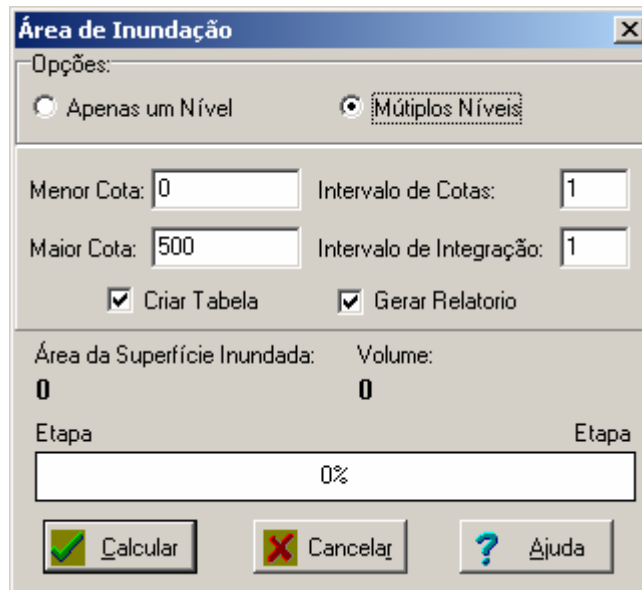 Área de Inundação
Opções:
Apenas um Nível Mútiplos Níveis
Menor Cota: 0 Intervalo de Cotas: 1
Maior Cota: 500 Intervalo de Integração: 1
Criar Tabela Gerar Relatorio
Área da Superfície Inundada: Volume:
0 0
Etapa Etapa
0%
Calcular Cancelar Ajuda